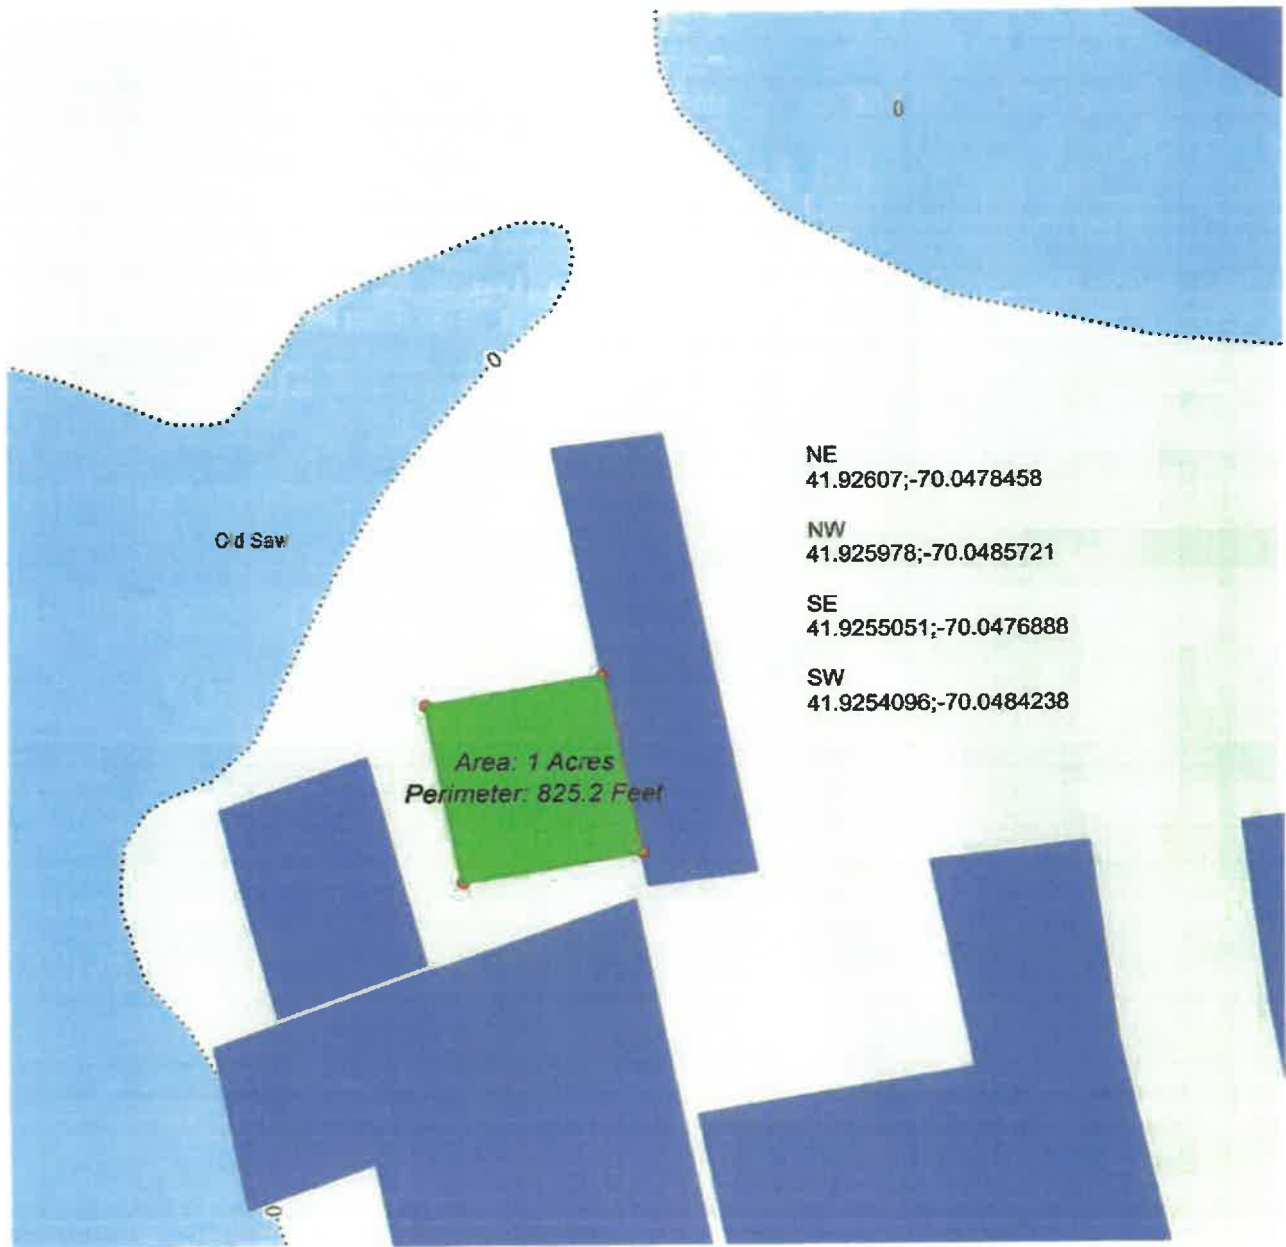 0
0
NE
41.92607;-70.0478458
Old Saw
NW
41.925978;-70.0485721
SE
41.9255051;-70.0476888
SW
41.9254096;-70.0484238
Area: 1 Acres
Perimeter: 825.2 Feet
0